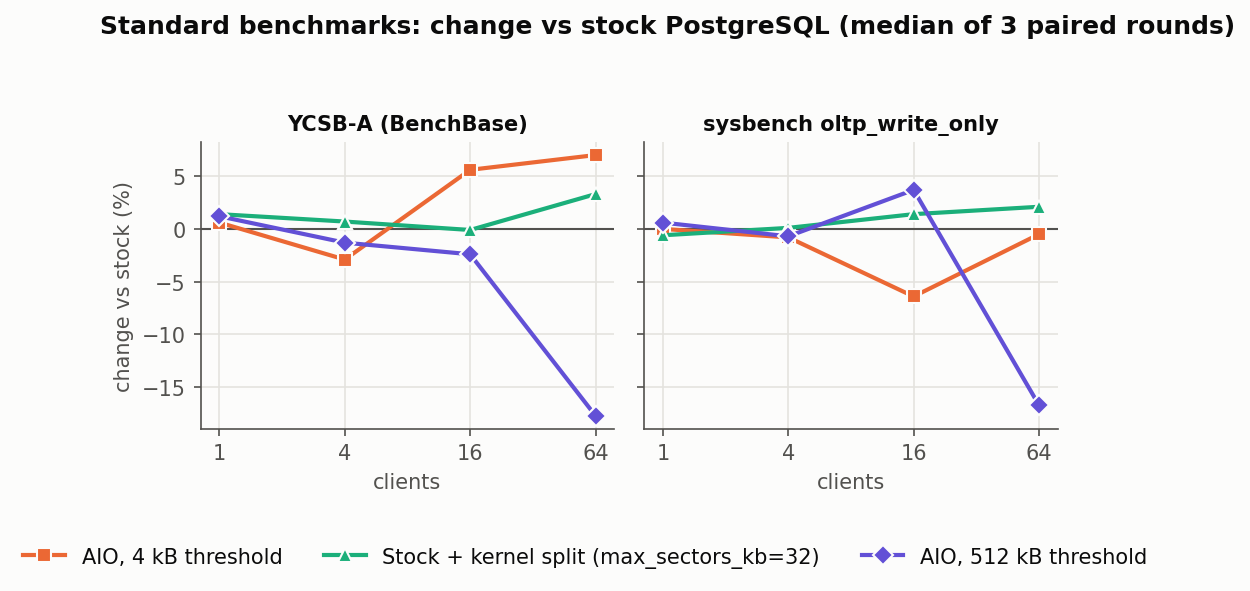 Standard benchmarks: change vs stock PostgreSQL (median of 3 paired rounds)
YCSB-A (BenchBase)
sysbench oltp_write_only
change vs stock (%)
5
0
−5
−10
−15
1 4 16 64
1 4 16 64
clients
clients
AIO, 4 kB threshold
Stock + kernel split (max_sectors_kb=32)
AIO, 512 kB threshold